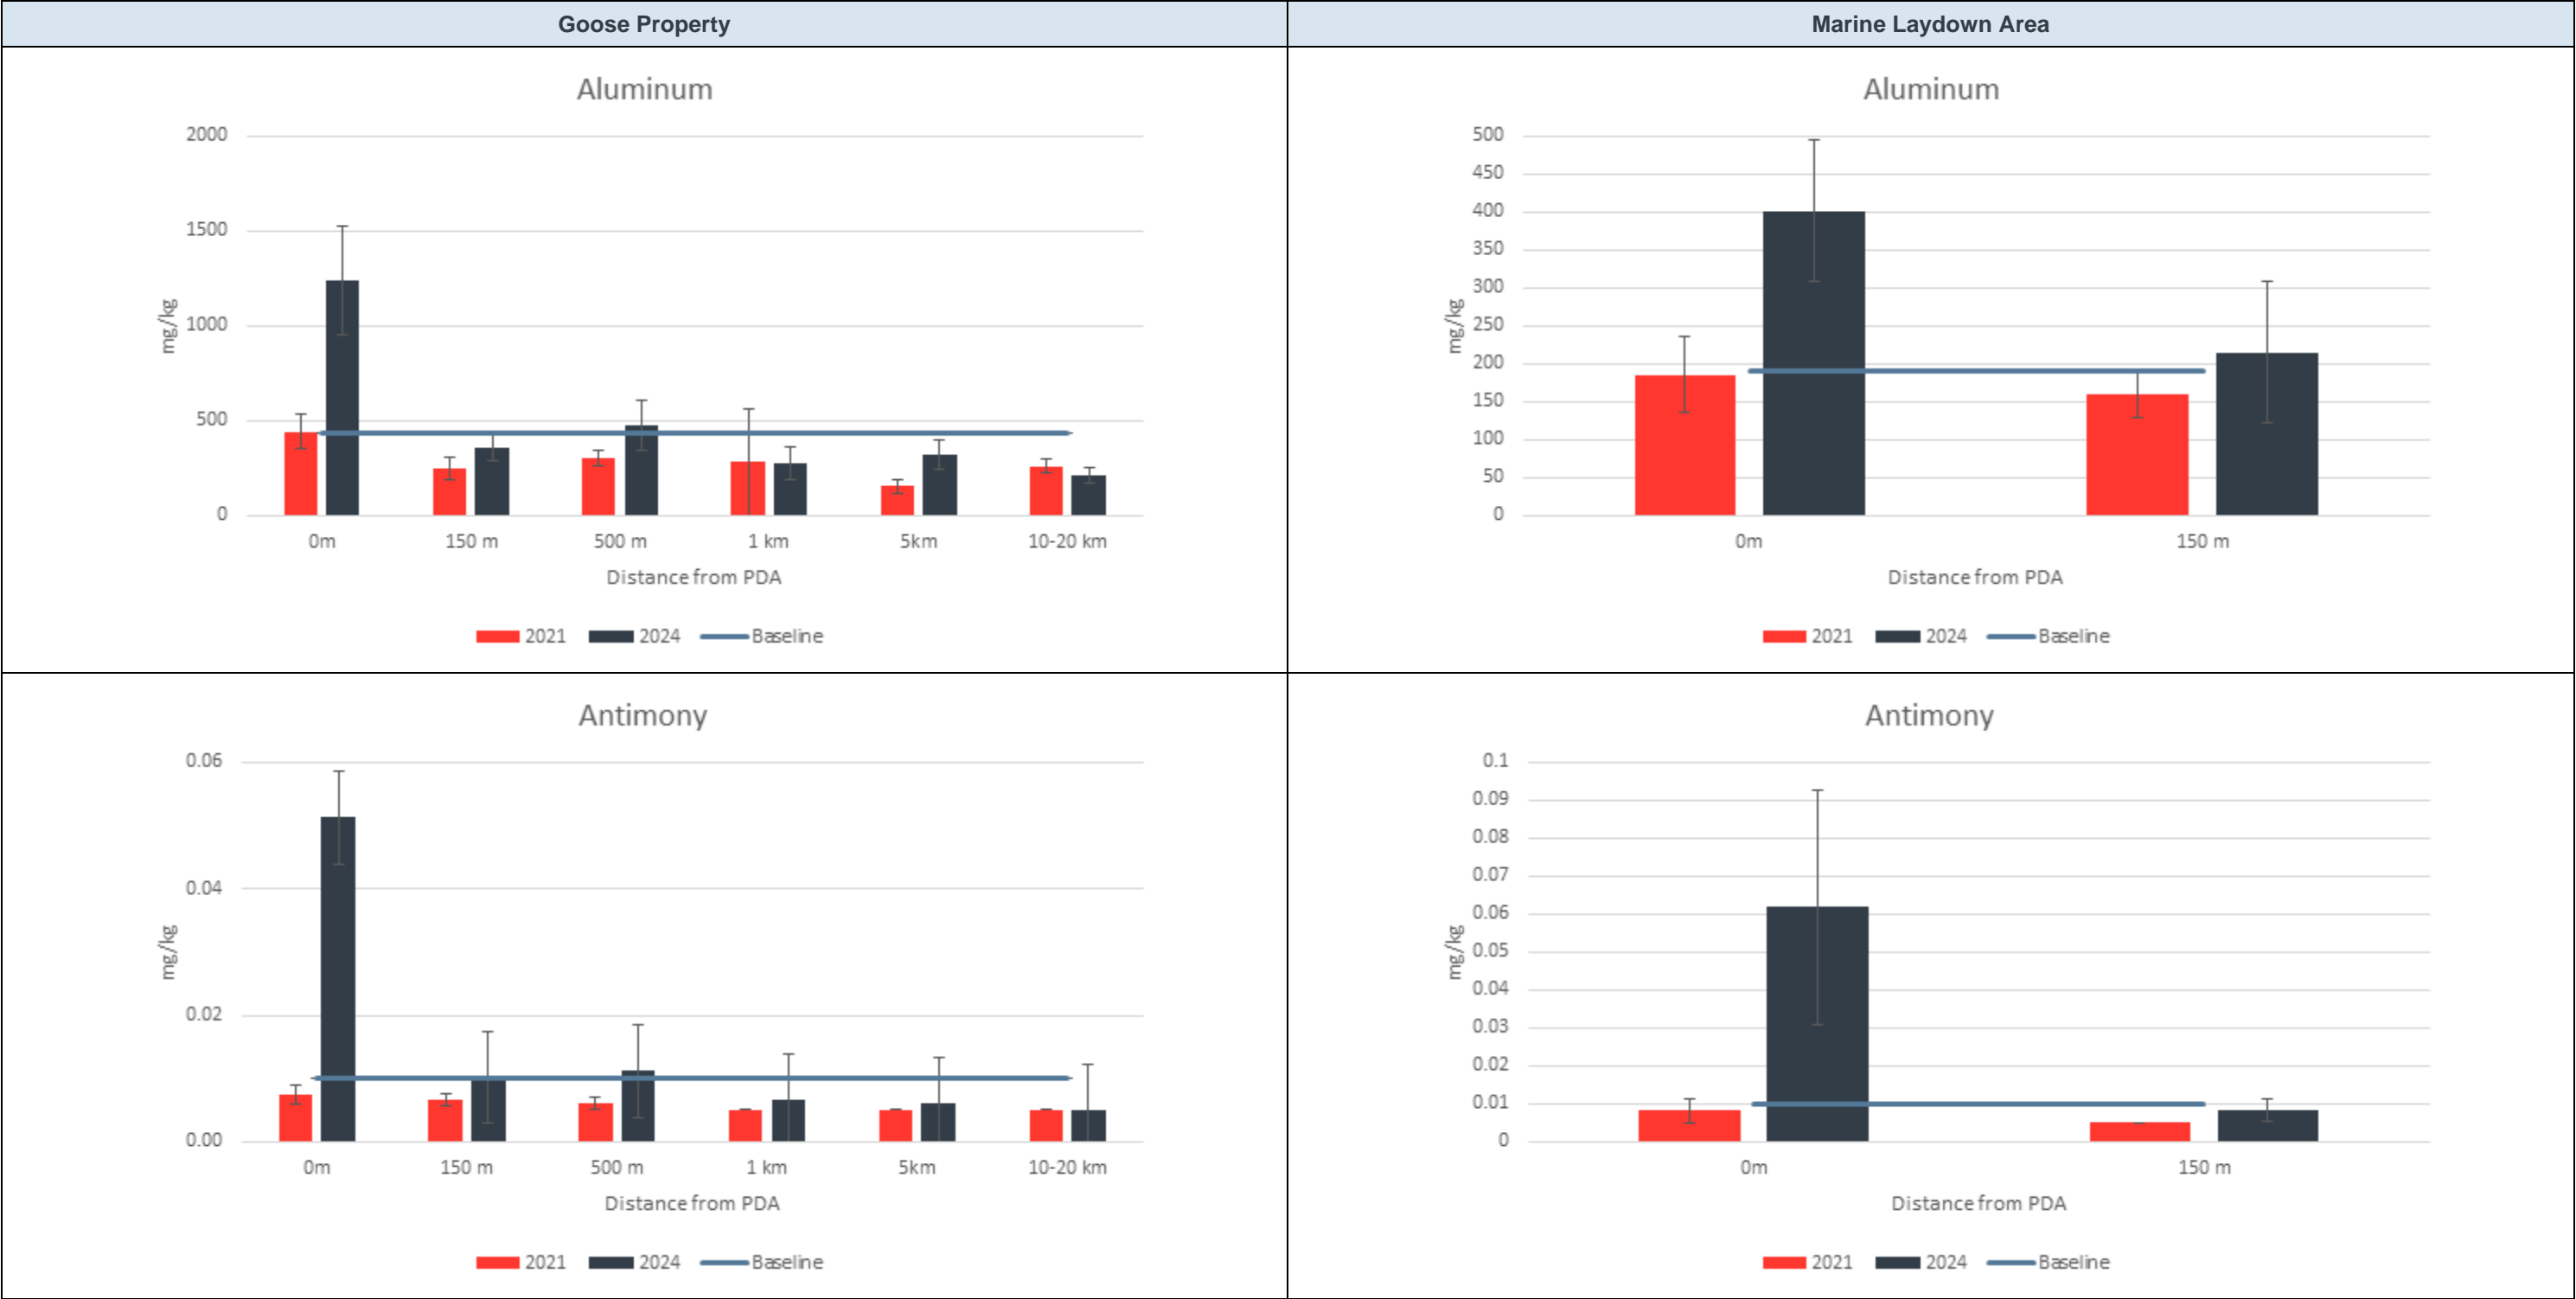 Goose Property
Marine Laydown Area
Aluminum
2000
1500
1000
500
0
mg/kg
0m 150 m 500 m 1 km 5km 10-20 km
Distance from PDA
2021 2024 Baseline
Aluminum
500
450
400
350
300
250
200
150
100
50
0
mg/kg
0m 150 m
Distance from PDA
2021 2024 Baseline
Antimony
0.06
0.04
0.02
0.00
mg/kg
0m 150 m 500 m 1 km 5km 10-20 km
Distance from PDA
2021 2024 Baseline
Antimony
0.1
0.09
0.08
0.07
0.06
0.05
0.04
0.03
0.02
0.01
0
mg/kg
0m 150 m
Distance from PDA
2021 2024 Baseline